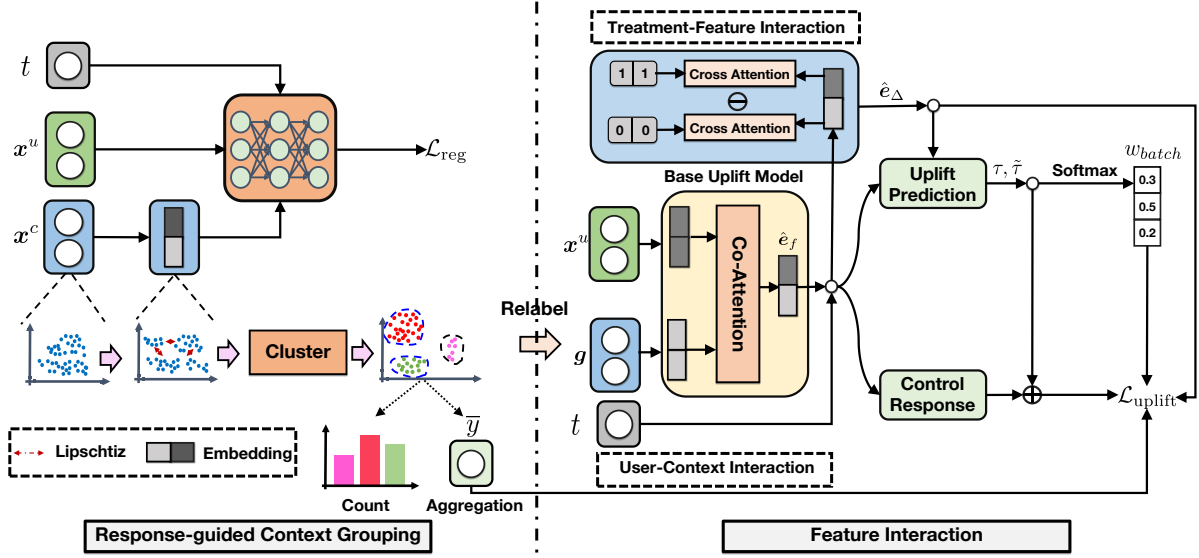 t
x^u
x^c
L_reg
Cluster
Lipschtiz
Embedding
Count
y̅
Aggregation
Response-guided Context Grouping
Relabel
Treatment-Feature Interaction
1 1
Cross Attention
0 0
Cross Attention
ê_Δ
Base Uplift Model
x^u
g
t
Co-Attention
ê_f
Uplift
Prediction
τ, τ̃
Softmax
w_batch
0.3
0.5
0.2
Control
Response
L_uplift
User-Context Interaction
Feature Interaction